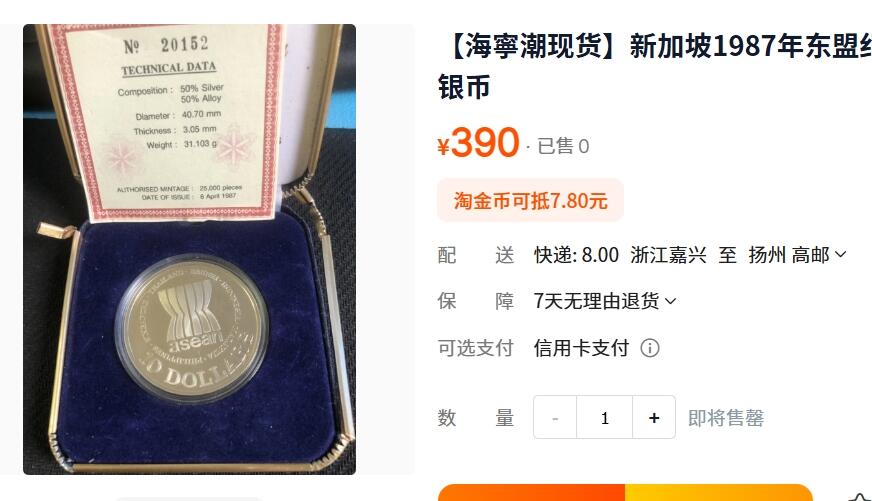 Nº 20152
TECHNICAL DATA
Composition : 50% Silver
50% Alloy
Diameter : 40.70 mm
Thickness : 3.05 mm
Weight : 31.103 g
AUTHORISED MINTAGE : 25,000 pieces
DATE OF ISSUE : 6 April 1987
THAILAND · BRUNEI ·
asean
PHILIPPINES
DOLLARS
【海寧潮现货】新加坡1987年东盟
银币
¥390 · 已售 0
淘金币可抵7.80元
配 送 快递: 8.00 浙江嘉兴 至 扬州 高邮
保 障 7天无理由退货
可选支付 信用卡支付
数 量 - 1 + 即将售罄